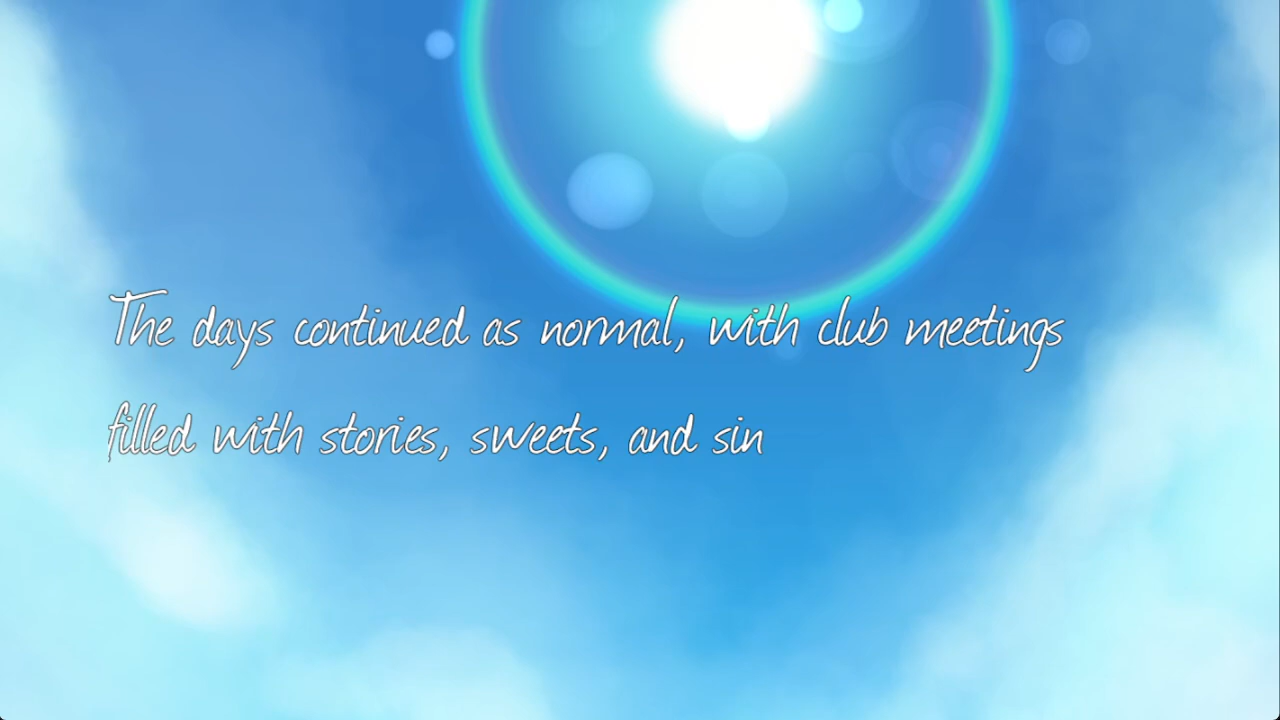 The days continued as normal, with club meetings
filled with stories, sweets, and sin